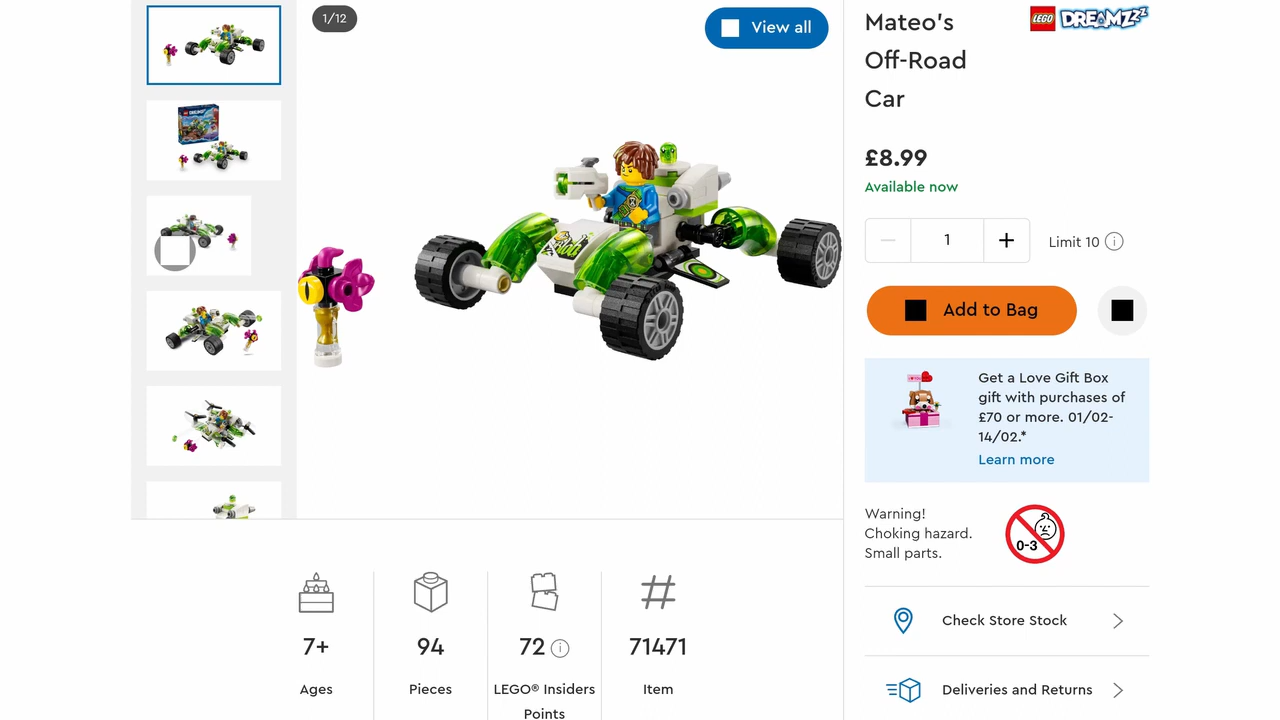 1/12
View all
Mateo's
Off-Road
Car
LEGO DREAMZzz
£8.99
Available now
1
Limit 10
Add to Bag
Get a Love Gift Box
gift with purchases of
£70 or more. 01/02-
14/02.*
Learn more
Warning!
Choking hazard.
Small parts.
0-3
Check Store Stock
Deliveries and Returns
7+
Ages
94
Pieces
72
LEGO® Insiders
Points
71471
Item